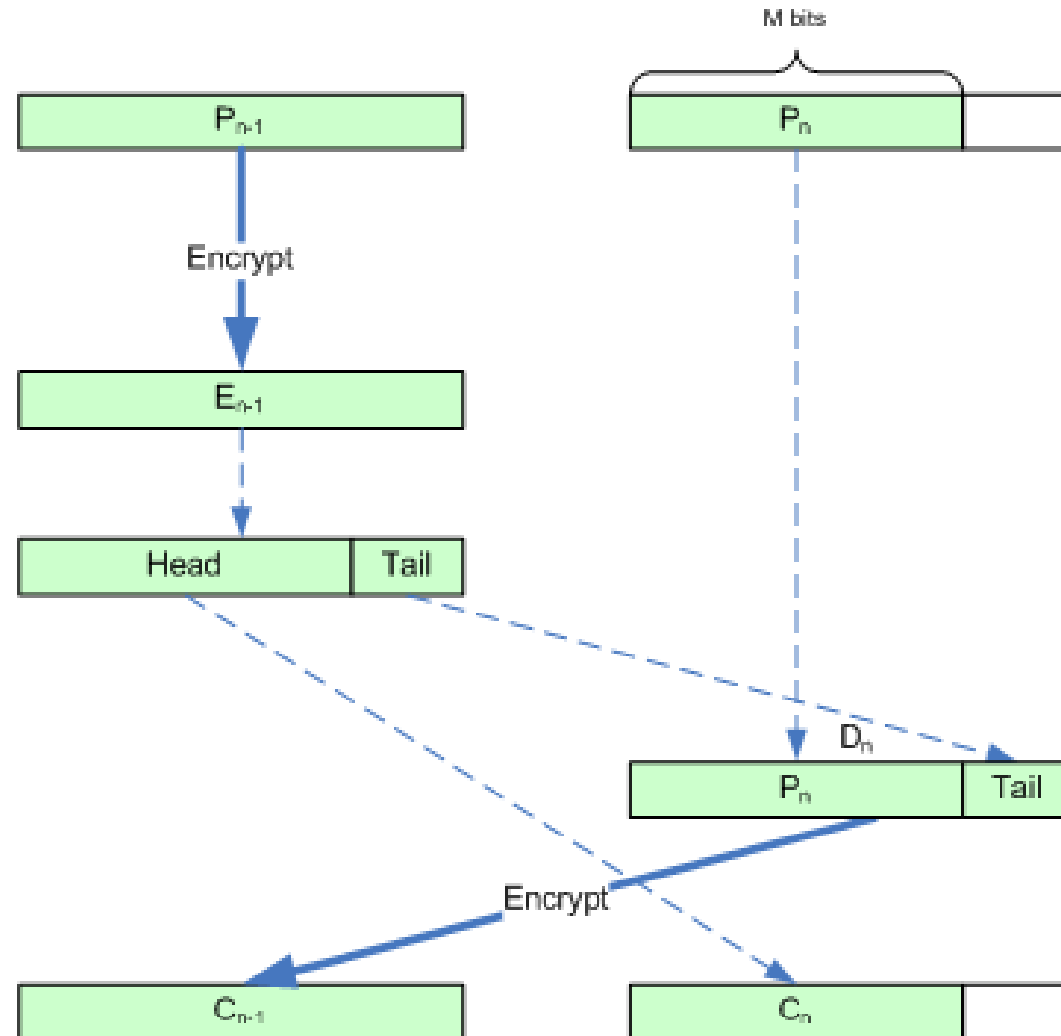 M bits
Pn-1
Pn
Encrypt
En-1
Head
Tail
Dn
Pn
Tail
Encrypt
Cn-1
Cn